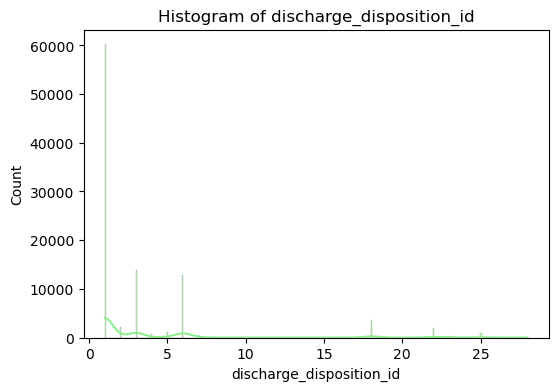 Histogram of discharge_disposition_id
60000
50000
40000
30000
20000
10000
0
Count
0 5 10 15 20 25
discharge_disposition_id